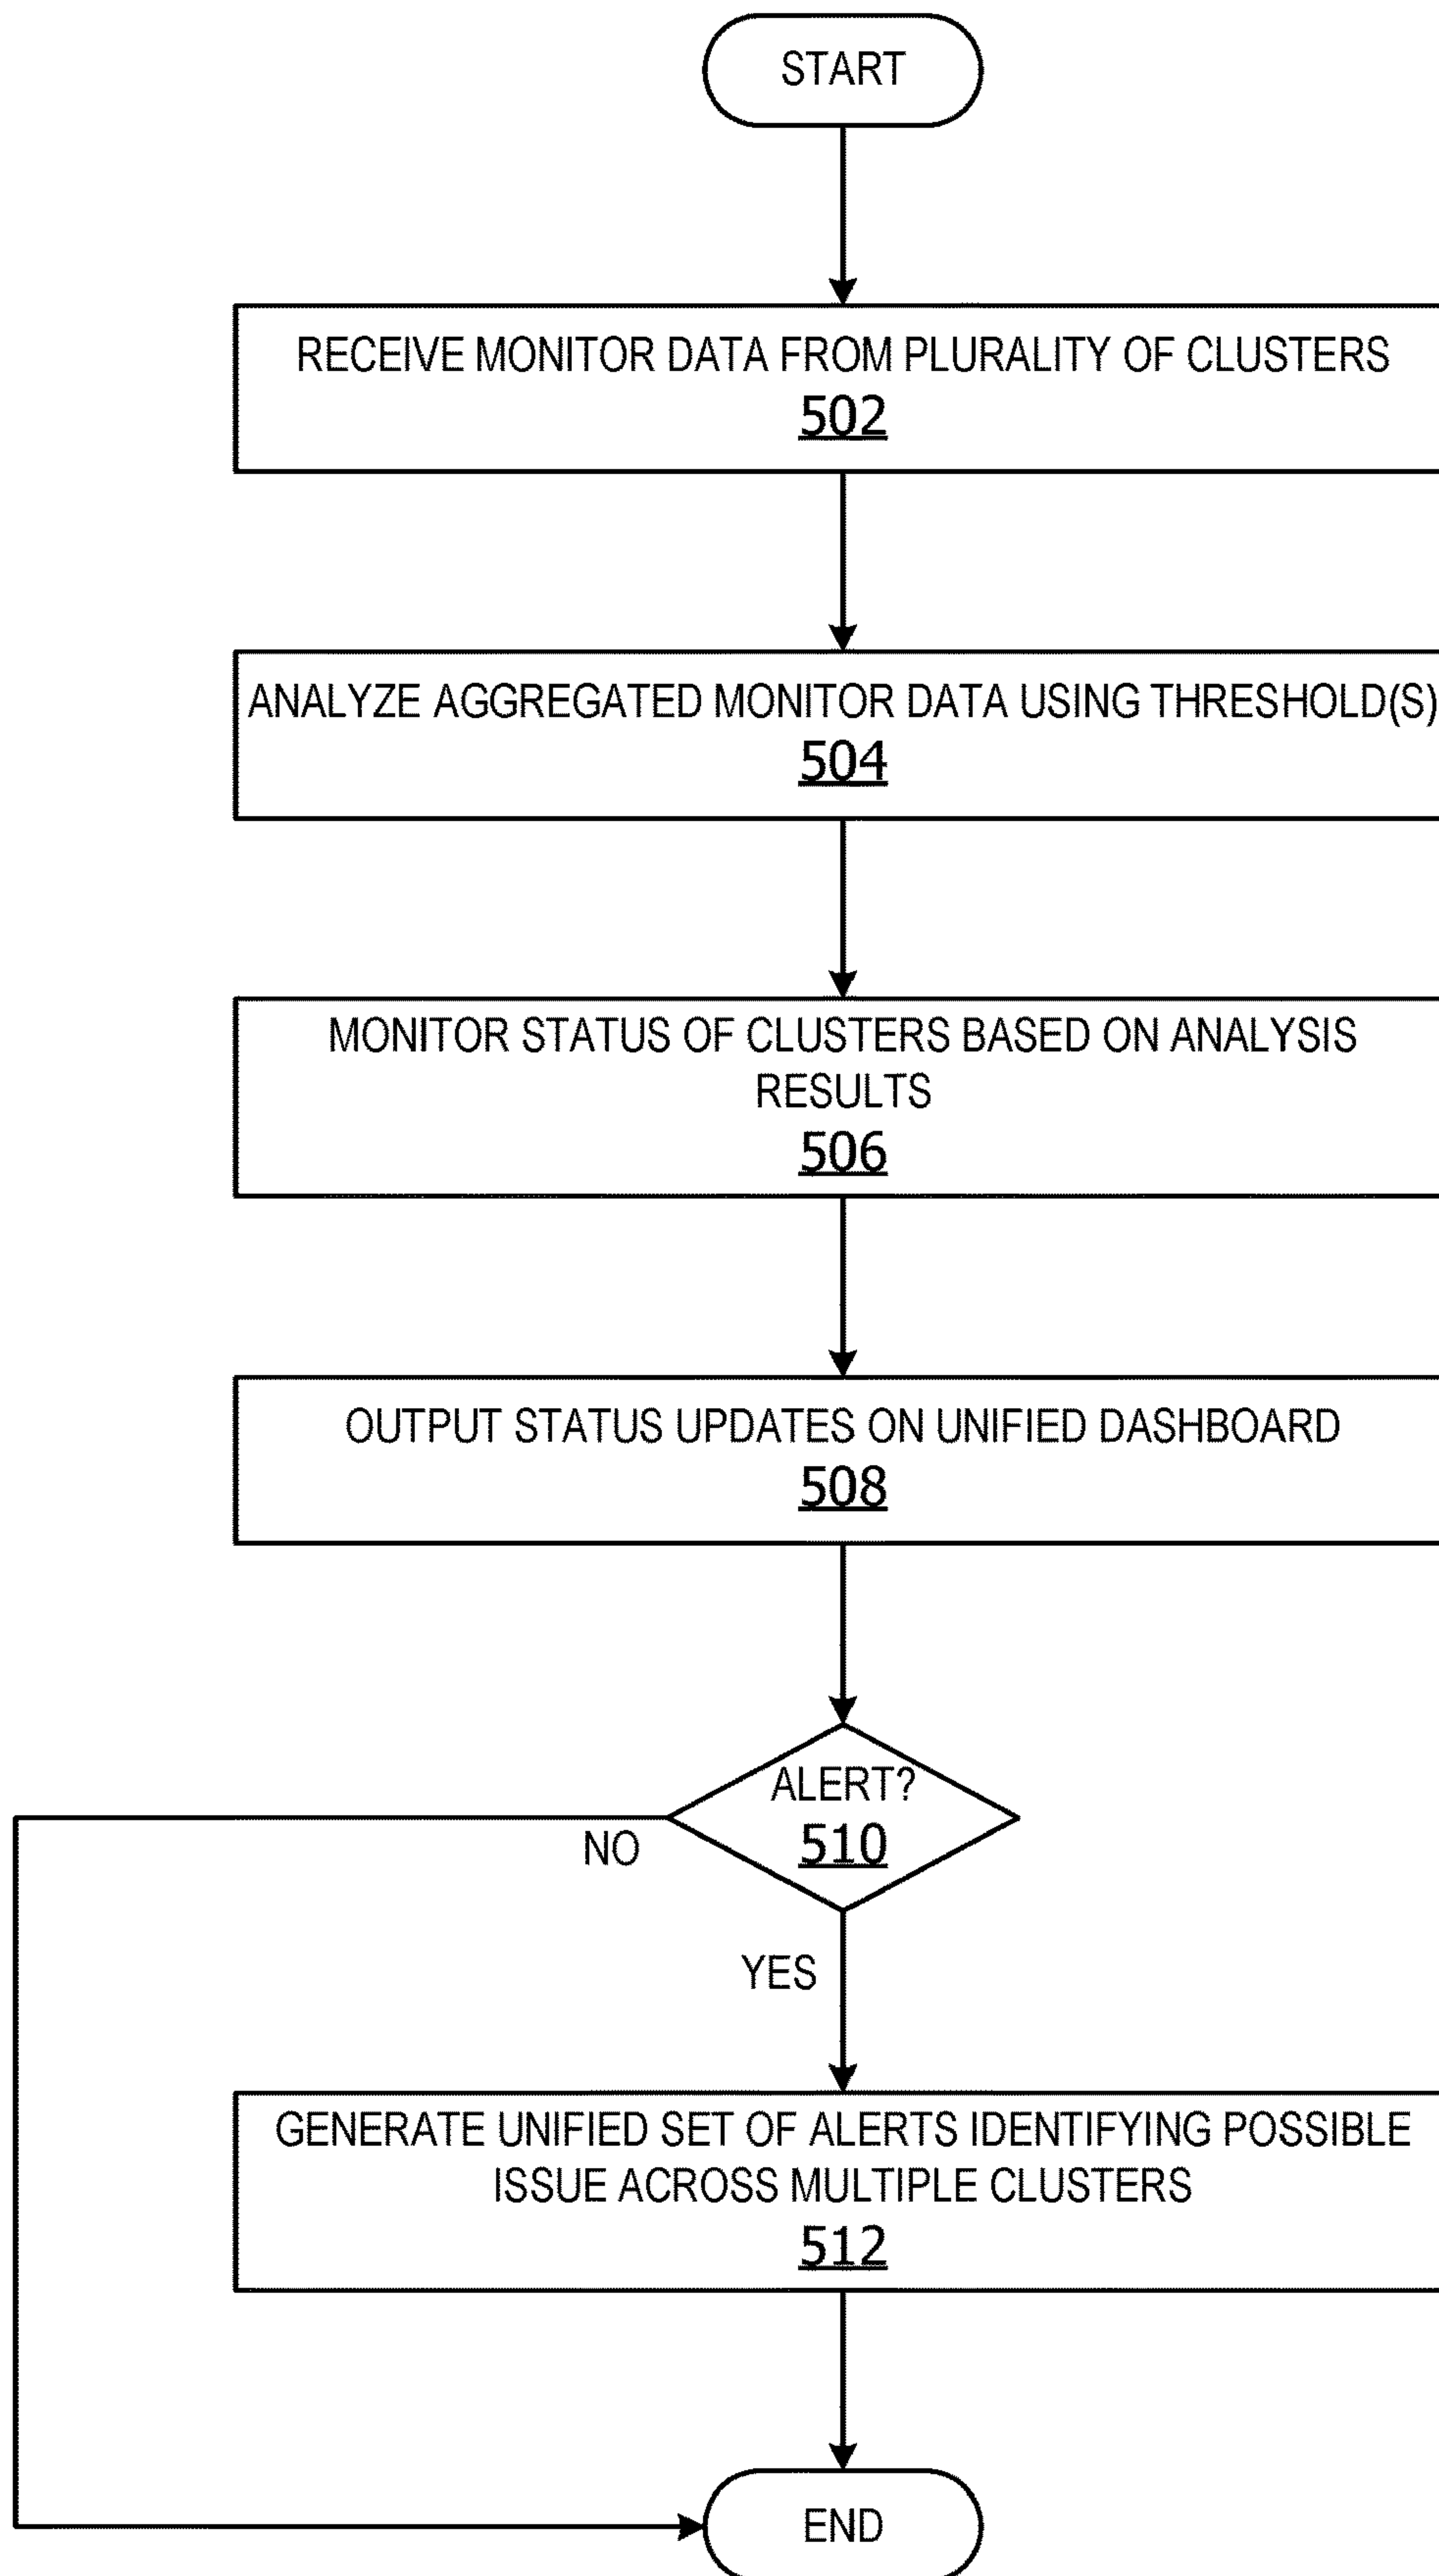 START
RECEIVE MONITOR DATA FROM PLURALITY OF CLUSTERS
502
ANALYZE AGGREGATED MONITOR DATA USING THRESHOLD(S)
504
MONITOR STATUS OF CLUSTERS BASED ON ANALYSIS
RESULTS
506
OUTPUT STATUS UPDATES ON UNIFIED DASHBOARD
508
ALERT?
510
NO
YES
GENERATE UNIFIED SET OF ALERTS IDENTIFYING POSSIBLE
ISSUE ACROSS MULTIPLE CLUSTERS
512
END